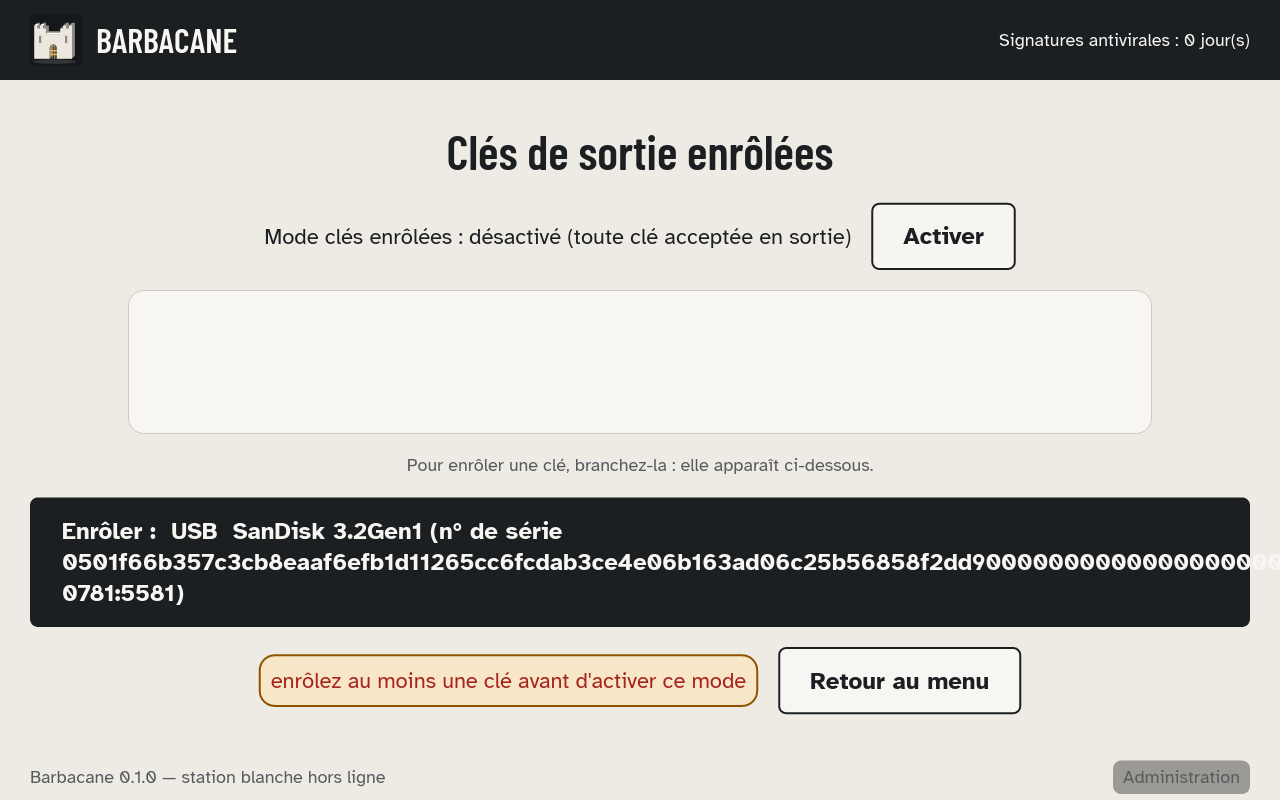 BARBACANE
Signatures antivirales : 0 jour(s)
Clés de sortie enrôlées
Mode clés enrôlées : désactivé (toute clé acceptée en sortie)
Activer
Pour enrôler une clé, branchez-la : elle apparaît ci-dessous.
Enrôler : USB SanDisk 3.2Gen1 (n° de série
0781:5581)
enrôlez au moins une clé avant d'activer ce mode
Retour au menu
Barbacane 0.1.0 — station blanche hors ligne
Administration